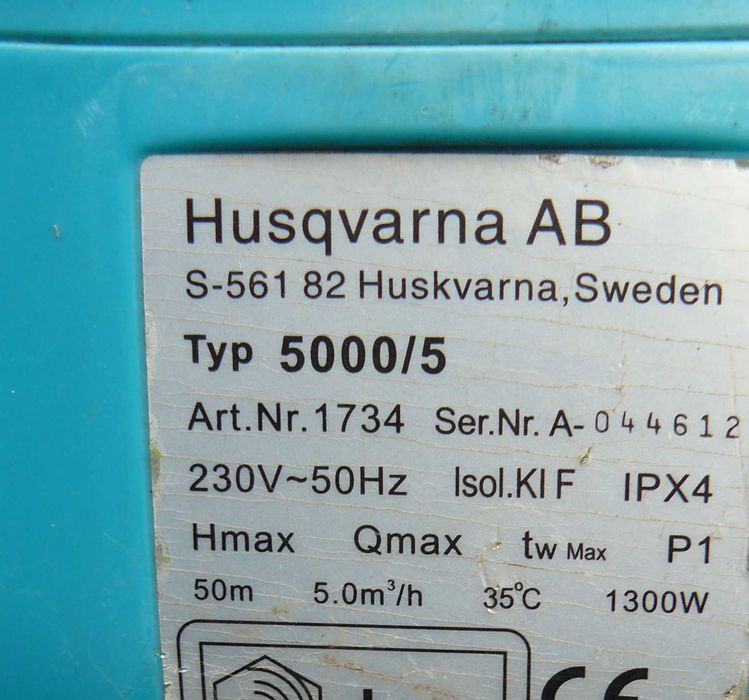 Husqvarna AB
S-561 82 Huskvarna, Sweden
Typ 5000/5
Art.Nr.1734 Ser.Nr. A-044612
230V~50Hz Isol.Kl F IPX4
Hmax Qmax tw Max P1
50m 5.0m³/h 35°C 1300W
CE